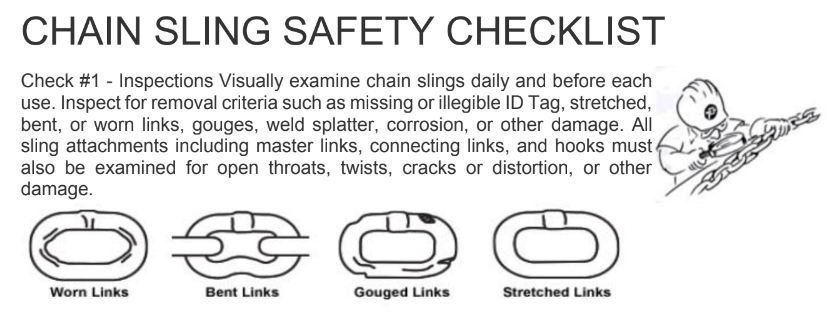 CHAIN SLING SAFETY CHECKLIST
Check #1 - Inspections Visually examine chain slings daily and before each
use. Inspect for removal criteria such as missing or illegible ID Tag, stretched,
bent, or worn links, gouges, weld splatter, corrosion, or other damage. All
sling attachments including master links, connecting links, and hooks must
also be examined for open throats, twists, cracks or distortion, or other
damage.
Worn Links
Bent Links
Gouged Links
Stretched Links